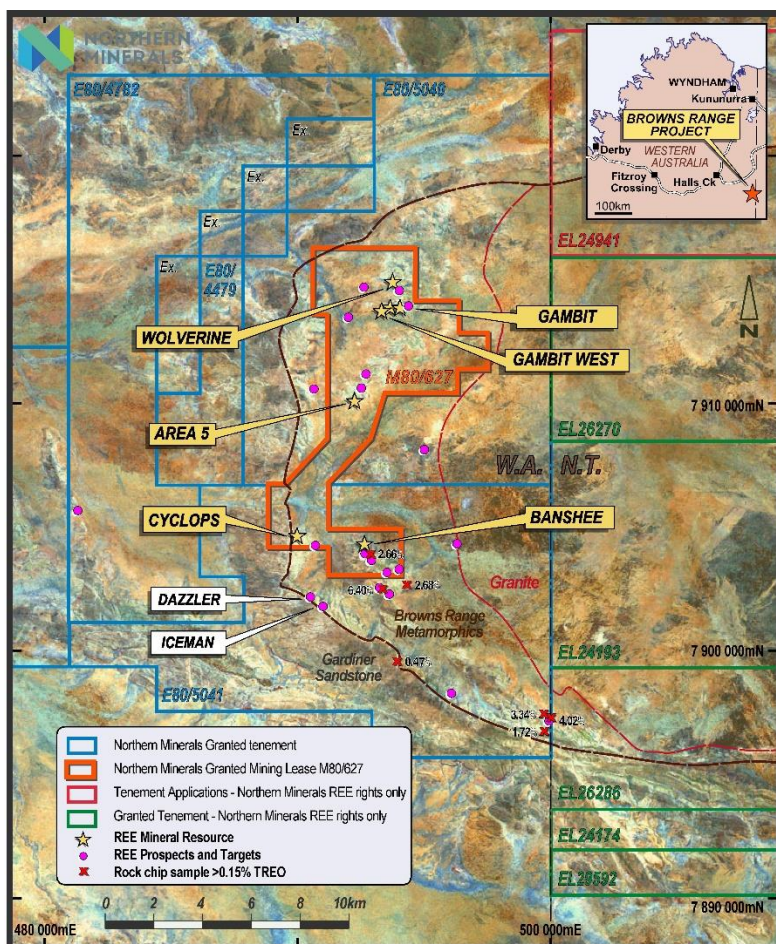 NORTHERN
MINERALS
E80/4782
E80/5040
Ex.
Ex.
Ex.
Ex.
E80/
4479
WYNDHAM
Kununurra
BROWNS RANGE
PROJECT
Derby
WESTERN
AUSTRALIA
Fitzroy
Crossing
Halls Ck
100km
EL24941
N
WOLVERINE
GAMBIT
GAMBIT WEST
M80/627
7 910 000mN
AREA 5
EL26270
W.A.
N.T.
CYCLOPS
BANSHEE
2.66%
DAZZLER
6.40%
2.68%
Granite
Browns Range
Metamorphics
ICEMAN
Gardiner
Sandstone
0.47%
EL24193
7 900 000mN
E80/5041
3.34%
4.02%
1.72%
Northern Minerals Granted tenement
Northern Minerals Granted Mining Lease M80/627
Tenement Applications - Northern Minerals REE rights only
Granted Tenement - Northern Minerals REE rights only
REE Mineral Resource
REE Prospects and Targets
Rock chip sample >0.15% TREO
EL26286
EL24174
EL29592
0 2 4 6 8 10km
7 890 000mN
480 000mE
500 000mE